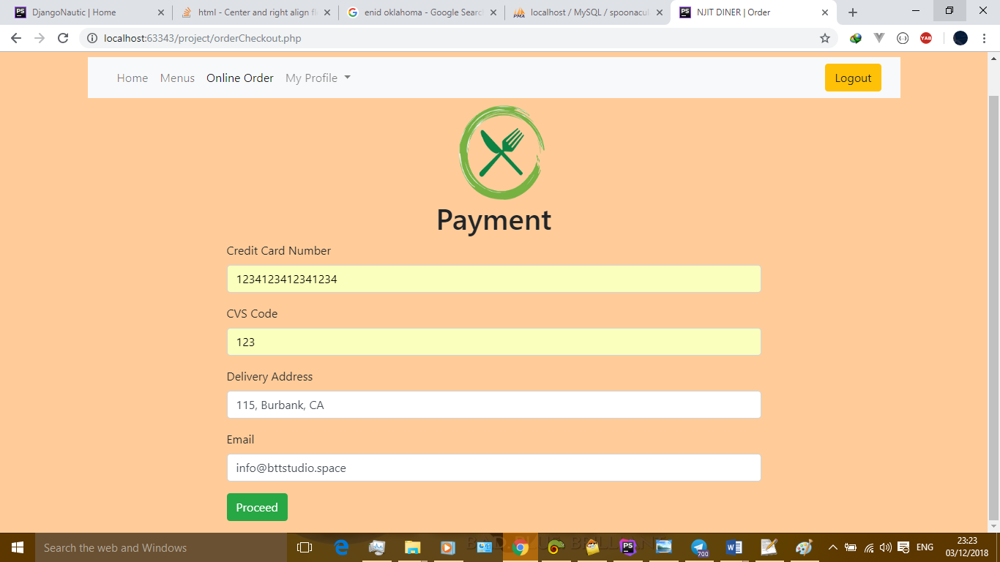 DjangoNautic | Home
html - Center and right align fl
enid oklahoma - Google Searc
localhost / MySQL / spoonacul
NJIT DINER | Order
localhost:63343/project/orderCheckout.php
YAB
Home Menus Online Order My Profile Logout
Payment
Credit Card Number
1234123412341234
CVS Code
123
Delivery Address
115, Burbank, CA
Email
info@bttstudio.space
Proceed
Search the web and Windows
700
ENG
23:23
03/12/2018